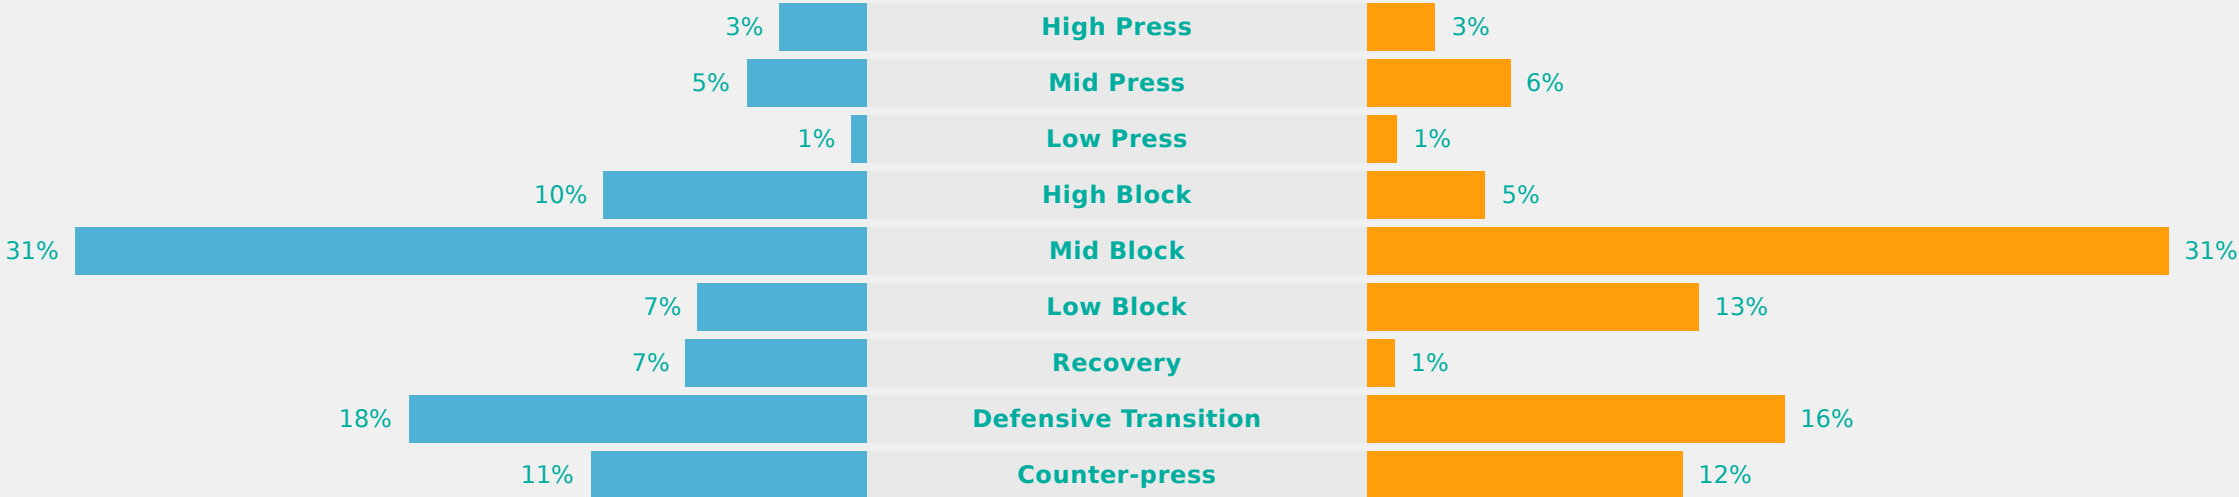 3% High Press 3%
5% Mid Press 6%
1% Low Press 1%
10% High Block 5%
31% Mid Block 31%
7% Low Block 13%
7% Recovery 1%
18% Defensive Transition 16%
11% Counter-press 12%